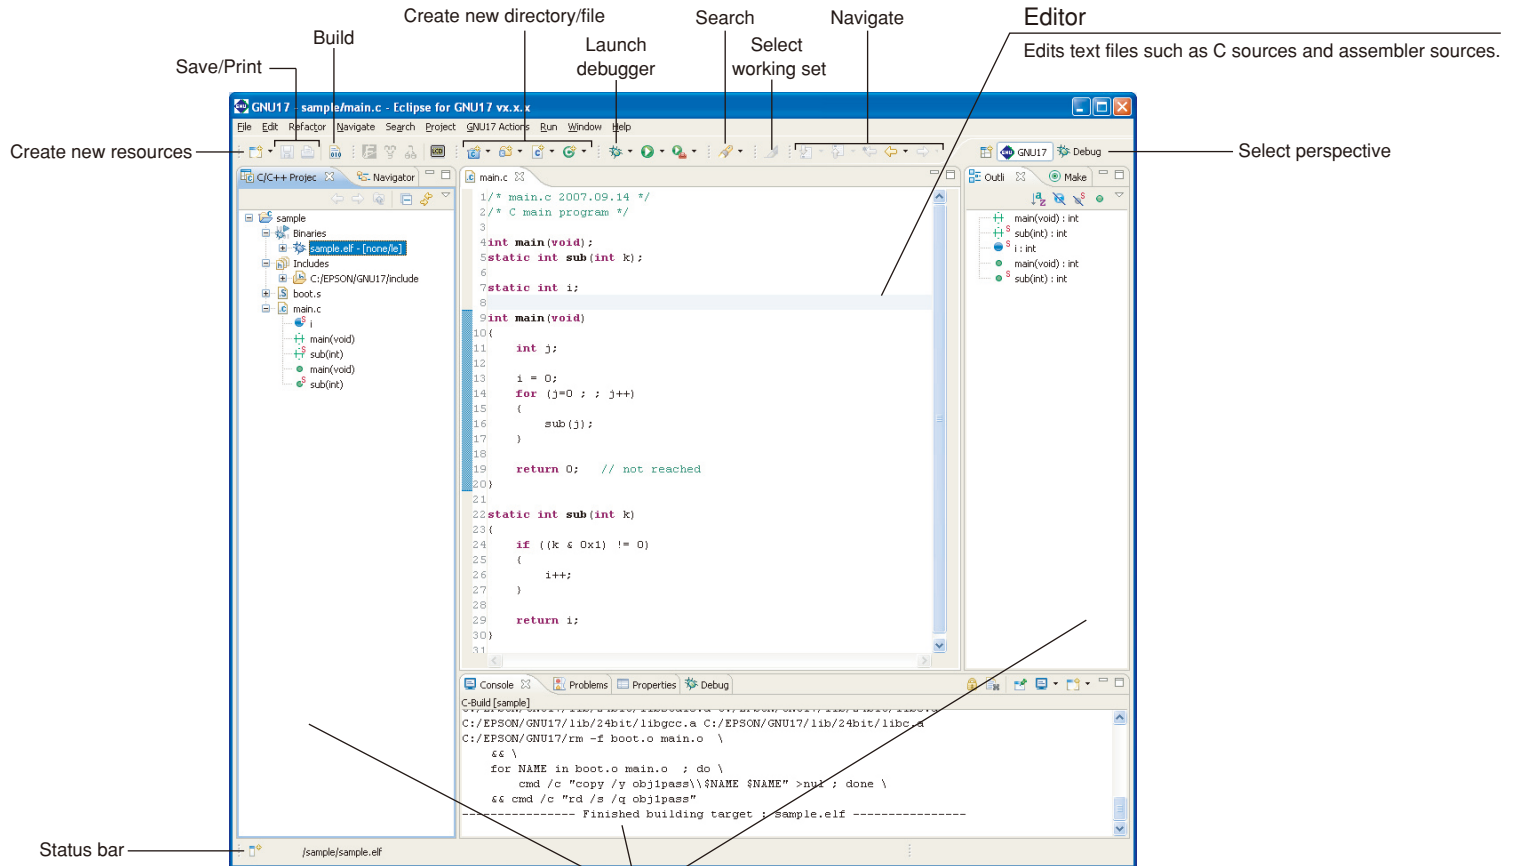 Create new directory/file
Search
Navigate
Editor
Build
Launch debugger
Select working set
Edits text files such as C sources and assembler sources.
Save/Print
GNU17 - sample/main.c - Eclipse for GNU17 vx.x.x
File Edit Refactor Navigate Search Project GNU17 Actions Run Window Help
Create new resources
010
LCD
GNU17 Debug
Select perspective
C/C++ Projec Navigator
main.c
Outli Make
sample
Binaries
sample.elf - [none/le]
Includes
C:/EPSON/GNU17/include
boot.s
main.c
i
main(void)
sub(int)
main(void)
sub(int)
1/* main.c 2007.09.14 */
2/* C main program */
3
4int main(void);
5static int sub(int k);
6
7static int i;
8
9int main(void)
10{
11    int j;
12
13    i = 0;
14    for (j=0 ; ; j++)
15    {
16        sub(j);
17    }
18
19    return 0;   // not reached
20}
21
22static int sub(int k)
23{
24    if ((k & 0x1) != 0)
25    {
26        i++;
27    }
28
29    return i;
30}
31
main(void) : int
sub(int) : int
i : int
main(void) : int
sub(int) : int
Console Problems Properties Debug
C-Build [sample]
C:/EPSON/GNU17/lib/24bit/libgcc.a C:/EPSON/GNU17/lib/24bit/libc.a
C:/EPSON/GNU17/rm -f boot.o main.o  \
    && \
    for NAME in boot.o main.o  ; do \
        cmd /c "copy /y obj1pass\\$NAME $NAME" >nul ; done \
    && cmd /c "rd /s /q obj1pass"
---------------- Finished building target : sample.elf ----------------
Status bar
/sample/sample.elf